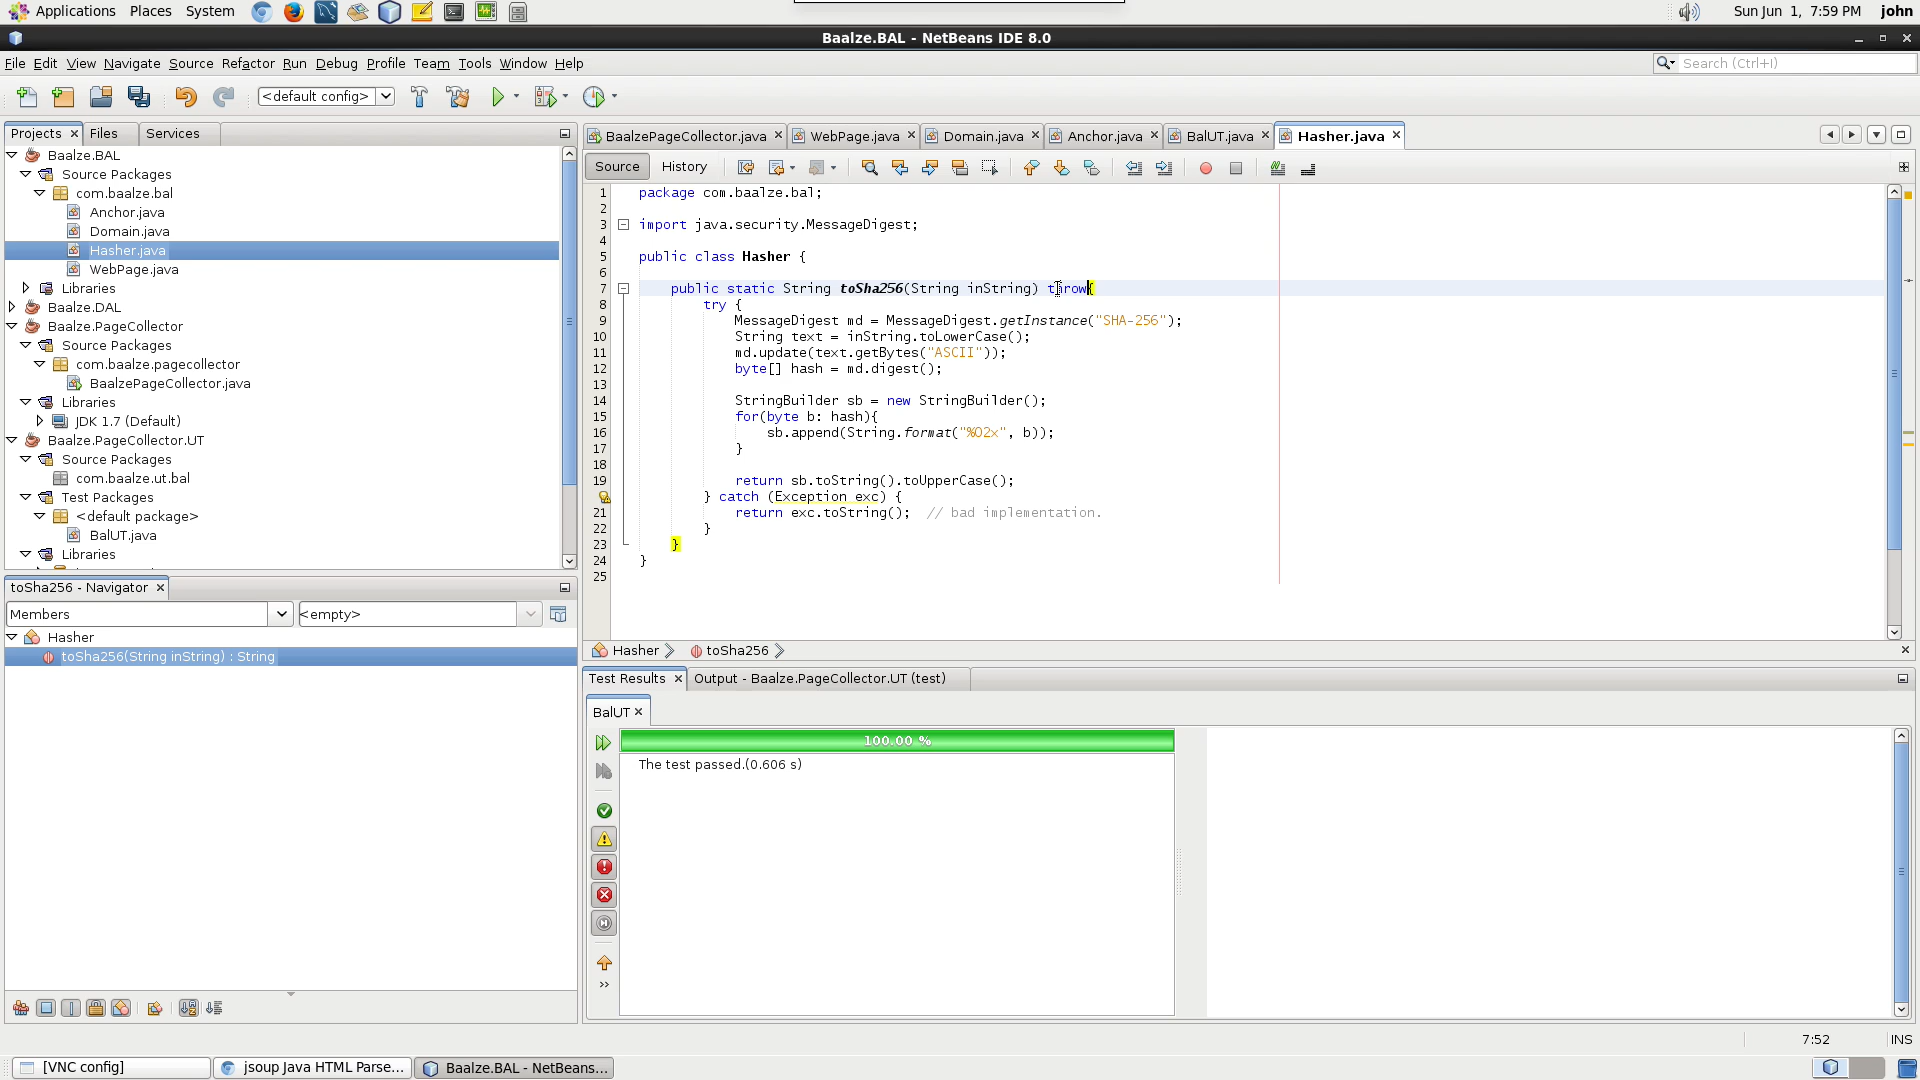 Applications Places System
Sun Jun 1, 7:59 PM john
Baalze.BAL - NetBeans IDE 8.0
File Edit View Navigate Source Refactor Run Debug Profile Team Tools Window Help
Search (Ctrl+I)
<default config>
Projects Files Services
Baalze.BAL
Source Packages
com.baalze.bal
Anchor.java
Domain.java
Hasher.java
WebPage.java
Libraries
Baalze.DAL
Baalze.PageCollector
Source Packages
com.baalze.pagecollector
BaalzePageCollector.java
Libraries
JDK 1.7 (Default)
Baalze.PageCollector.UT
Source Packages
com.baalze.ut.bal
Test Packages
<default package>
BalUT.java
Libraries
toSha256 - Navigator
Members <empty>
Hasher
toSha256(String inString) : String
BaalzePageCollector.java WebPage.java Domain.java Anchor.java BalUT.java Hasher.java
Source History
1 package com.baalze.bal;
2
3 import java.security.MessageDigest;
4
5 public class Hasher {
6
7 public static String toSha256(String inString) throw{
8 try {
9 MessageDigest md = MessageDigest.getInstance("SHA-256");
10 String text = inString.toLowerCase();
11 md.update(text.getBytes("ASCII"));
12 byte[] hash = md.digest();
13
14 StringBuilder sb = new StringBuilder();
15 for(byte b: hash){
16 sb.append(String.format("%02x", b));
17 }
18
19 return sb.toString().toUpperCase();
} catch (Exception exc) {
21 return exc.toString(); // bad implementation.
22 }
23 }
24 }
25
Hasher toSha256
Test Results Output - Baalze.PageCollector.UT (test)
BalUT
100.00 %
The test passed.(0.606 s)
7:52 INS
[VNC config] jsoup Java HTML Parse... Baalze.BAL - NetBeans...